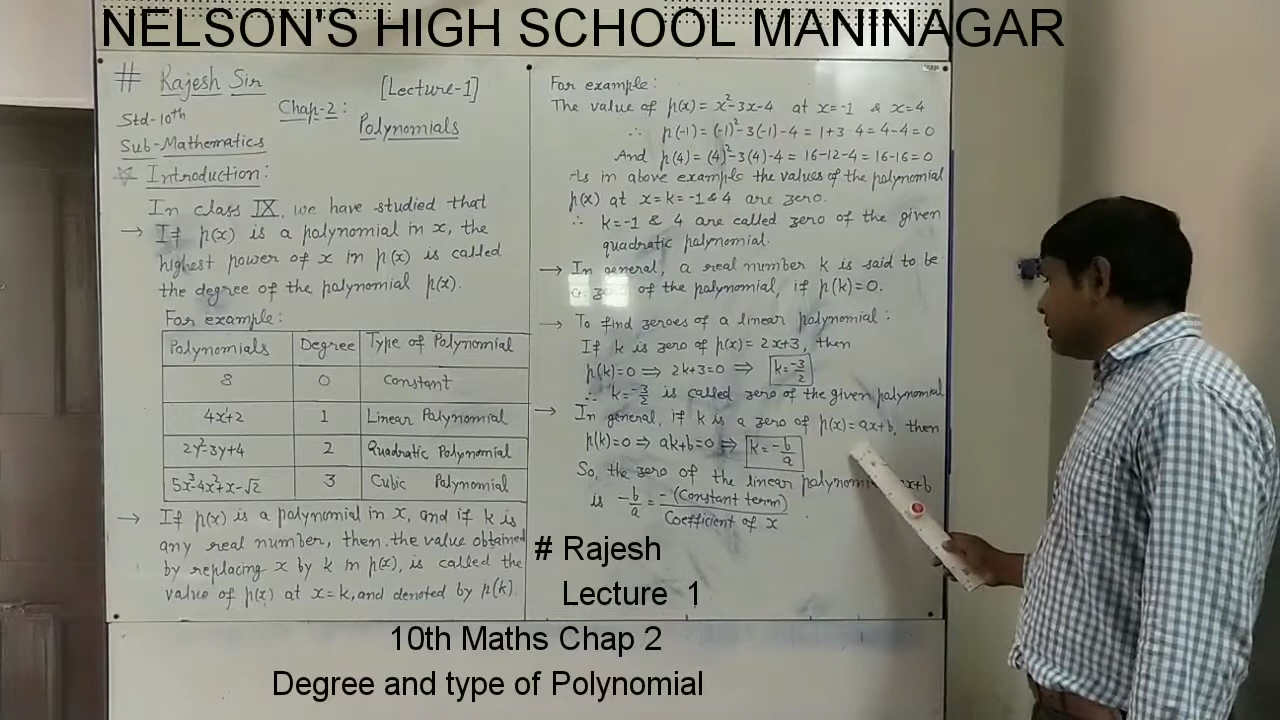 NELSON'S HIGH SCHOOL MANINAGAR
# Rajesh Sir
[Lecture-1]
Std-10th
Chap-2:
Polynomials
Sub-Mathematics
Introduction:
In class IX, we have studied that
→ If p(x) is a polynomial in x, the
highest power of x in p(x) is called
the degree of the polynomial p(x).
For example:
Polynomials Degree Type of Polynomial
8 0 Constant
4x+2 1 Linear Polynomial
2y²-3y+4 2 Quadratic Polynomial
5x³-4x²+x-√2 3 Cubic Polynomial
→ If p(x) is a polynomial in x, and if k is
any real number, then the value obtained
by replacing x by k in p(x), is called the
value of p(x) at x=k, and denoted by p(k).
For example:
The value of p(x) = x²-3x-4 at x=-1 & x=4
∴ p(-1) = (-1)²-3(-1)-4 = 1+3-4 = 4-4 = 0
And p(4) = (4)²-3(4)-4 = 16-12-4 = 16-16 = 0
As in above example the values of the polynomial
p(x) at x=k=-1 & 4 are zero.
∴ k=-1 & 4 are called zero of the given
quadratic polynomial.
→ In general, a real number k is said to be
a zero of the polynomial, if p(k)=0.
→ To find zeroes of a linear polynomial:
If k is zero of p(x) = 2x+3, then
p(k)=0 ⇒ 2k+3=0 ⇒ k=-3/2
∴ k=-3/2 is called zero of the given polynomial
→ In general, if k is a zero of p(x)=ax+b, then
p(k)=0 ⇒ ak+b=0 ⇒ k=-b/a
So, the zero of the linear polynomial ax+b
is -b/a = -(Constant term)/Coefficient of x.
# Rajesh
Lecture 1
10th Maths Chap 2
Degree and type of Polynomial